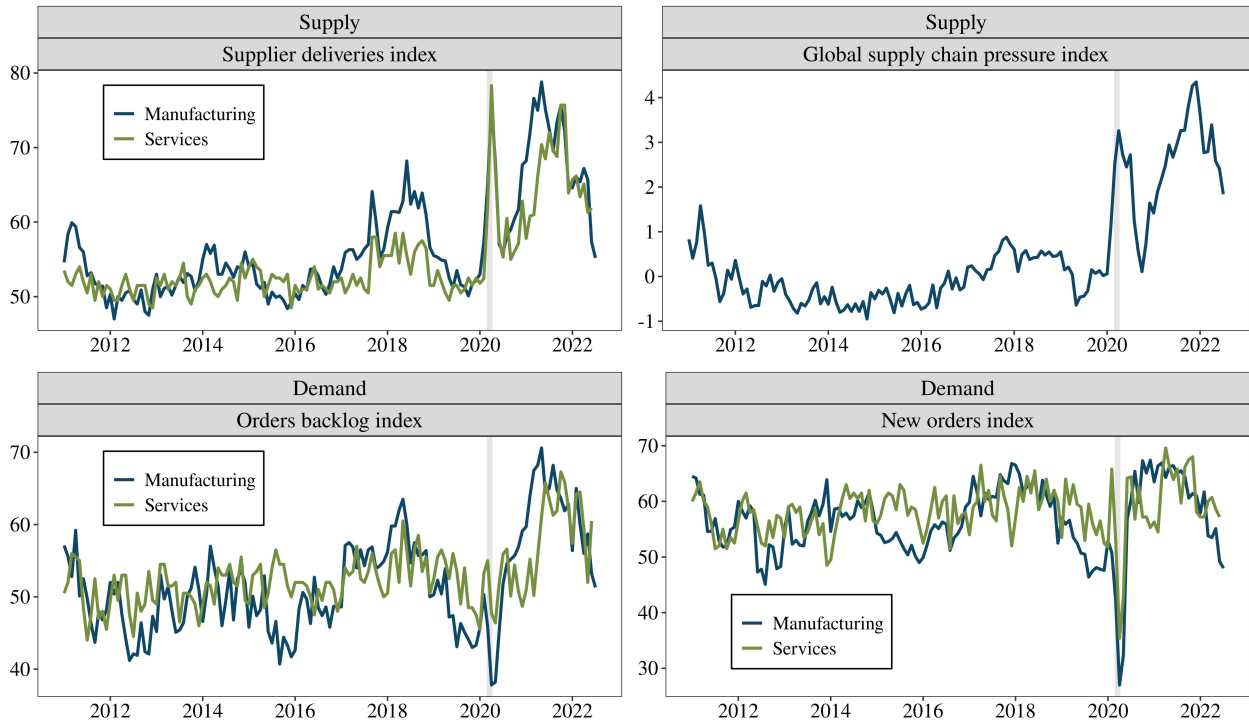 Supply
Supplier deliveries index
80
70
60
50
Manufacturing
Services
2012 2014 2016 2018 2020 2022
Supply
Global supply chain pressure index
4
3
2
1
0
-1
2012 2014 2016 2018 2020 2022
Demand
Orders backlog index
70
60
50
40
Manufacturing
Services
2012 2014 2016 2018 2020 2022
Demand
New orders index
70
60
50
40
30
Manufacturing
Services
2012 2014 2016 2018 2020 2022